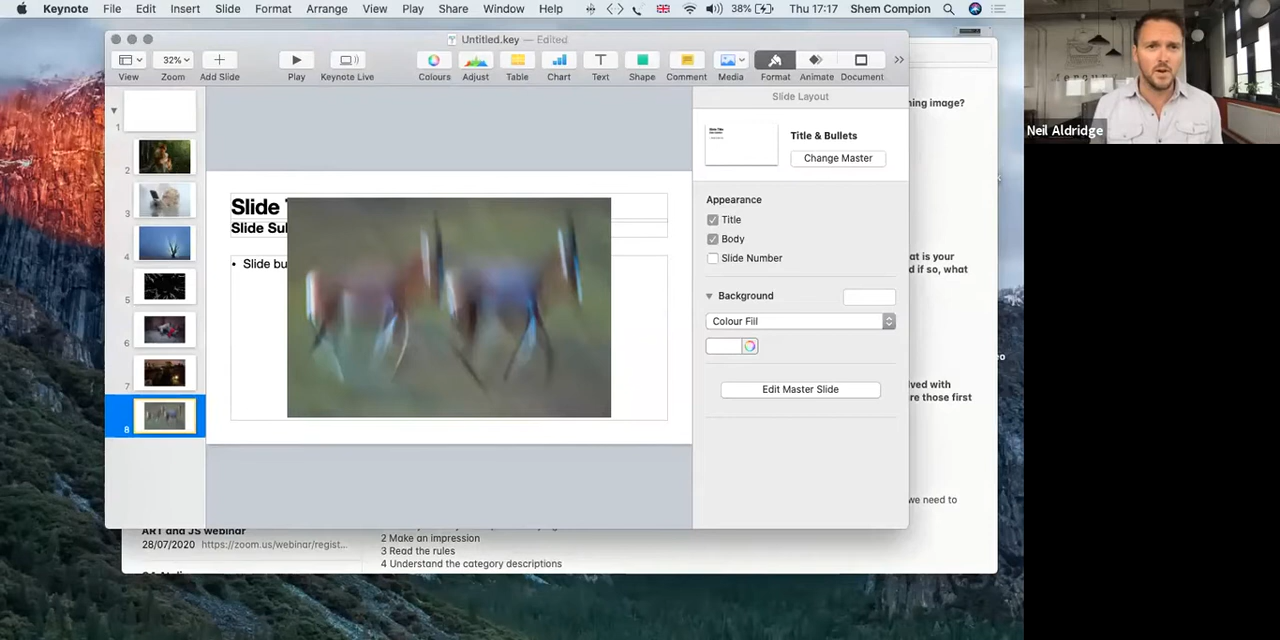 Keynote File Edit Insert Slide Format Arrange View Play Share Window Help 38% Thu 17:17 Shem Compion
Untitled.key — Edited
32%
View Zoom Add Slide Play Keynote Live Colours Adjust Table Chart Text Shape Comment Media Format Animate Document
Slide Layout
1
2
3
4
5
6
7
8
Slide
Slide Sul
• Slide bu
Title & Bullets
Change Master
Appearance
Title
Body
Slide Number
Background
Colour Fill
Edit Master Slide
ning image?
at is your
d if so, what
lved with
re those first
we need to
ART and JS webinar
28/07/2020 https://zoom.us/webinar/regist...
2 Make an impression
3 Read the rules
4 Understand the category descriptions
Neil Aldridge